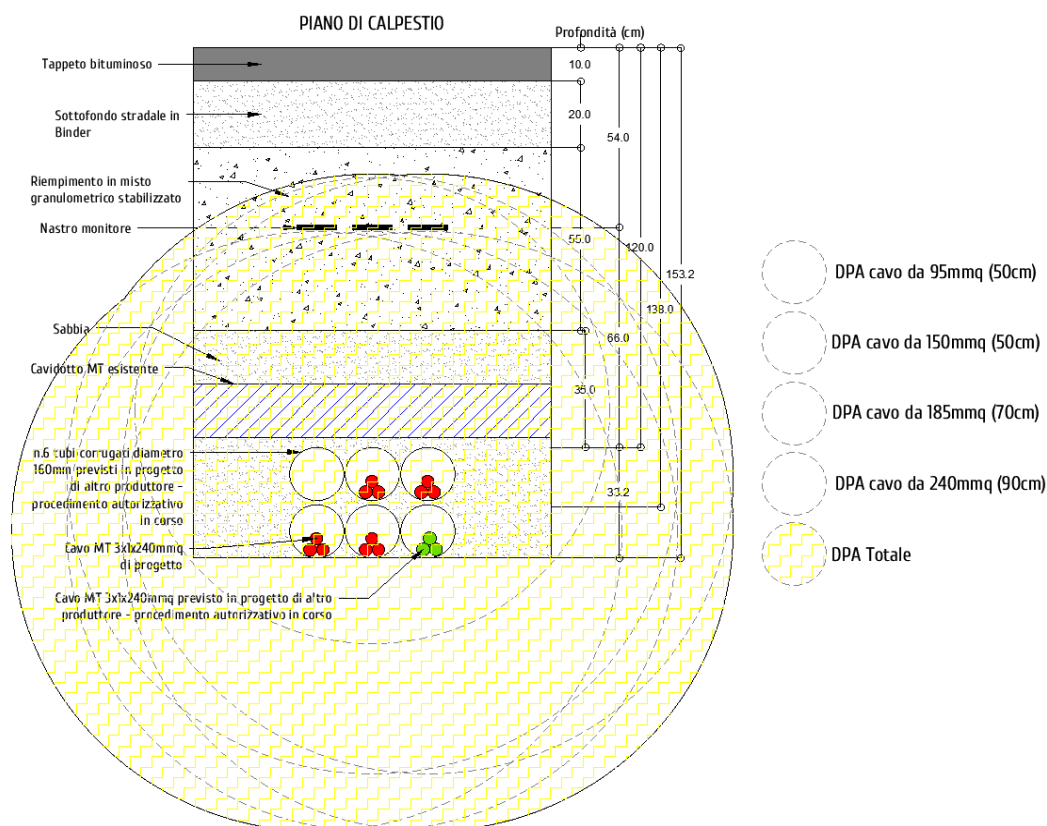 PIANO DI CALPESTIO
Profondità (cm)
Tappeto bituminoso
10.0
Sottofondo stradale in
Binder
20.0
54.0
Riempimento in misto
granulometrico stabilizzato
Nastro monitore
55.0
120.0
153.2
138.0
Sabbia
66.0
Cavidotto MT esistente
35.0
n.6 tubi corrugati diametro
160mm previsti in progetto
di altro produttore -
procedimento autorizzativo
in corso
33.2
Cavo MT 3x1x240mmq
di progetto
Cavo MT 3x1x240mmq previsto in progetto di altro
produttore - procedimento autorizzativo in corso
DPA cavo da 95mmq (50cm)
DPA cavo da 150mmq (50cm)
DPA cavo da 185mmq (70cm)
DPA cavo da 240mmq (90cm)
DPA Totale